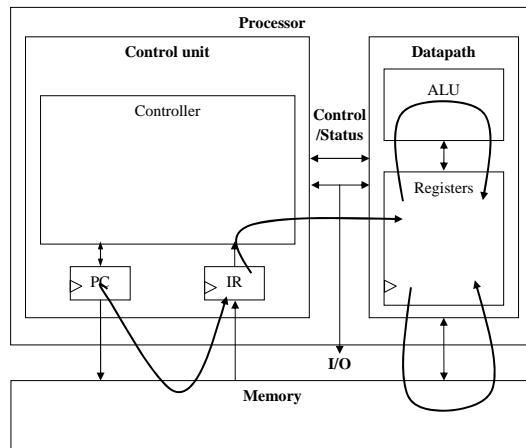 Processor
Control unit
Datapath
Controller
ALU
Control
/Status
Registers
PC
IR
I/O
Memory